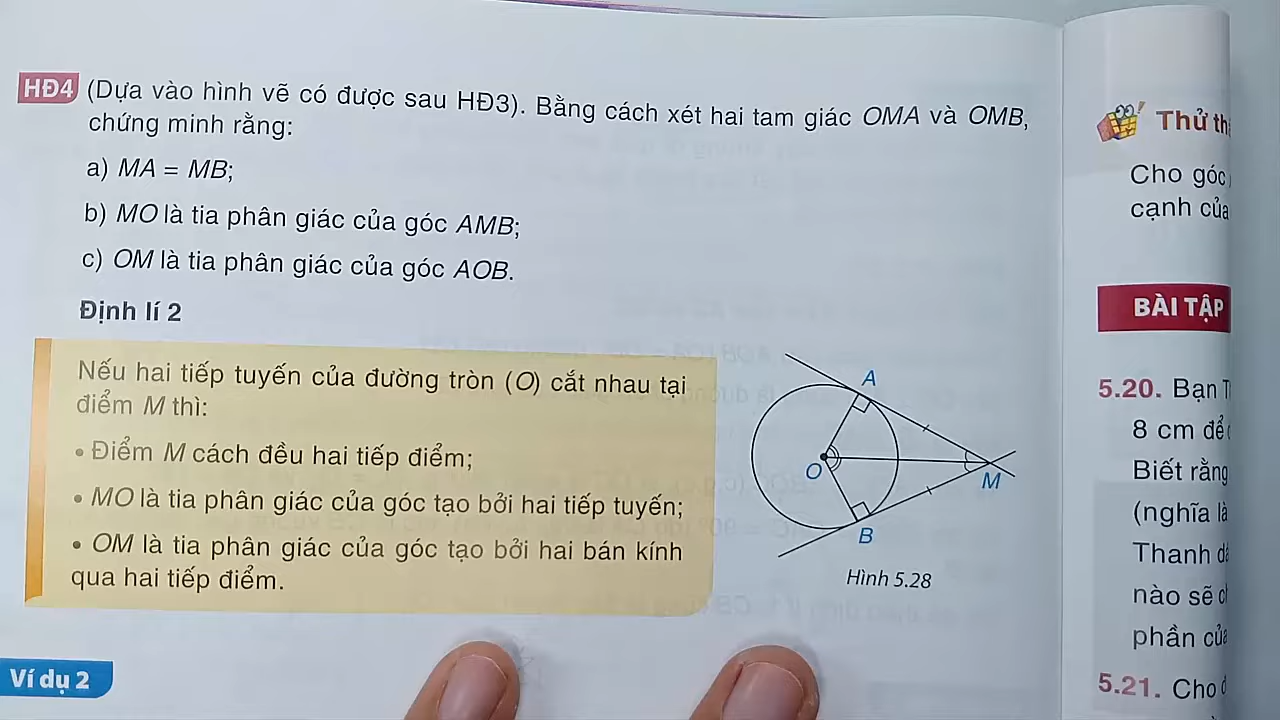 HĐ4 (Dựa vào hình vẽ có được sau HĐ3). Bằng cách xét hai tam giác OMA và OMB,
chứng minh rằng:
a) MA = MB;
b) MO là tia phân giác của góc AMB;
c) OM là tia phân giác của góc AOB.
Định lí 2
Nếu hai tiếp tuyến của đường tròn (O) cắt nhau tại
điểm M thì:
• Điểm M cách đều hai tiếp điểm;
• MO là tia phân giác của góc tạo bởi hai tiếp tuyến;
• OM là tia phân giác của góc tạo bởi hai bán kính
qua hai tiếp điểm.
A
O
M
B
Hình 5.28
Ví dụ 2
Thử
Cho góc
cạnh của
BÀI TẬP
5.20. Bạn
8 cm để
Biết rằng
(nghĩa là
Thanh
nào sẽ
phần của
5.21. Cho